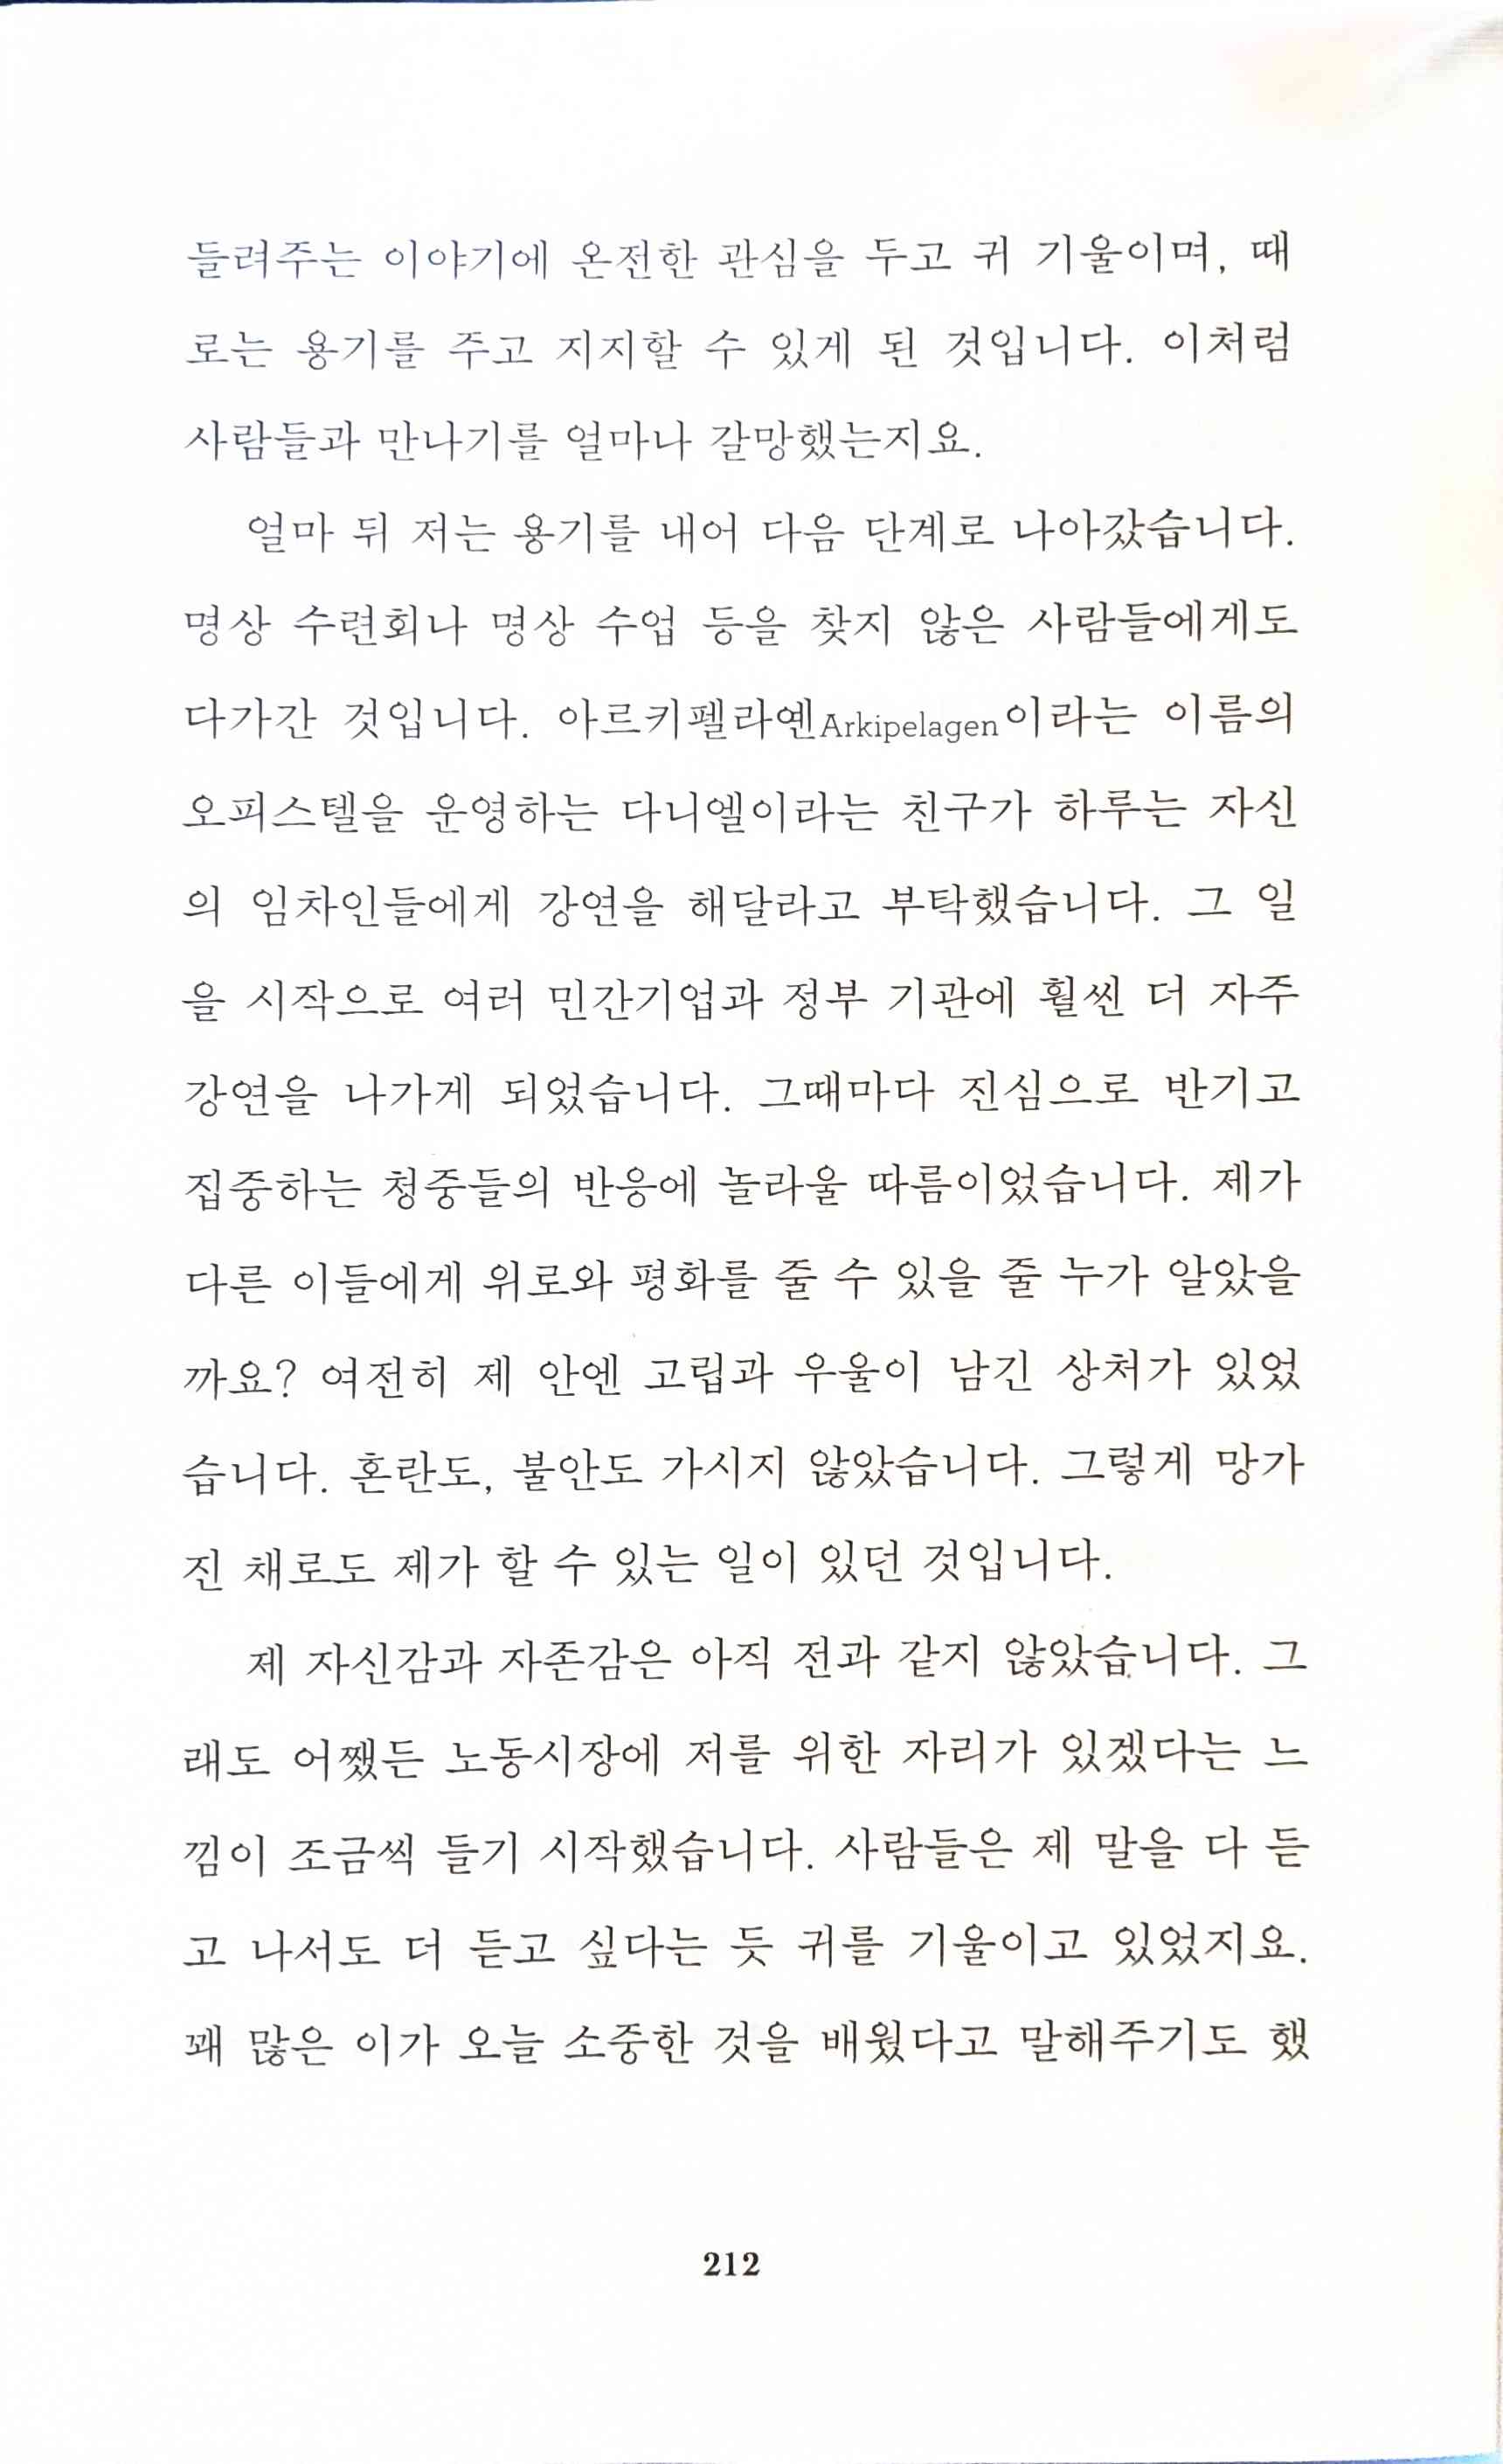 들려주는 이야기에 온전한 관심을 두고 귀 기울이며, 때
로는 용기를 주고 지지할 수 있게 된 것입니다. 이처럼
사람들과 만나기를 얼마나 갈망했는지요.
얼마 뒤 저는 용기를 내어 다음 단계로 나아갔습니다.
명상 수련회나 명상 수업 등을 찾지 않은 사람들에게도
다가간 것입니다. 아르키펠라옌Arkipelagen이라는 이름의
오피스텔을 운영하는 다니엘이라는 친구가 하루는 자신
의 임차인들에게 강연을 해달라고 부탁했습니다. 그 일
을 시작으로 여러 민간기업과 정부 기관에 훨씬 더 자주
강연을 나가게 되었습니다. 그때마다 진심으로 반기고
집중하는 청중들의 반응에 놀라울 따름이었습니다. 제가
다른 이들에게 위로와 평화를 줄 수 있을 줄 누가 알았을
까요? 여전히 제 안엔 고립과 우울이 남긴 상처가 있었
습니다. 혼란도, 불안도 가시지 않았습니다. 그렇게 망가
진 채로도 제가 할 수 있는 일이 있던 것입니다.
제 자신감과 자존감은 아직 전과 같지 않았습니다. 그
래도 어쨌든 노동시장에 저를 위한 자리가 있겠다는 느
낌이 조금씩 들기 시작했습니다. 사람들은 제 말을 다 듣
고 나서도 더 듣고 싶다는 듯 귀를 기울이고 있었지요.
꽤 많은 이가 오늘 소중한 것을 배웠다고 말해주기도 했
212